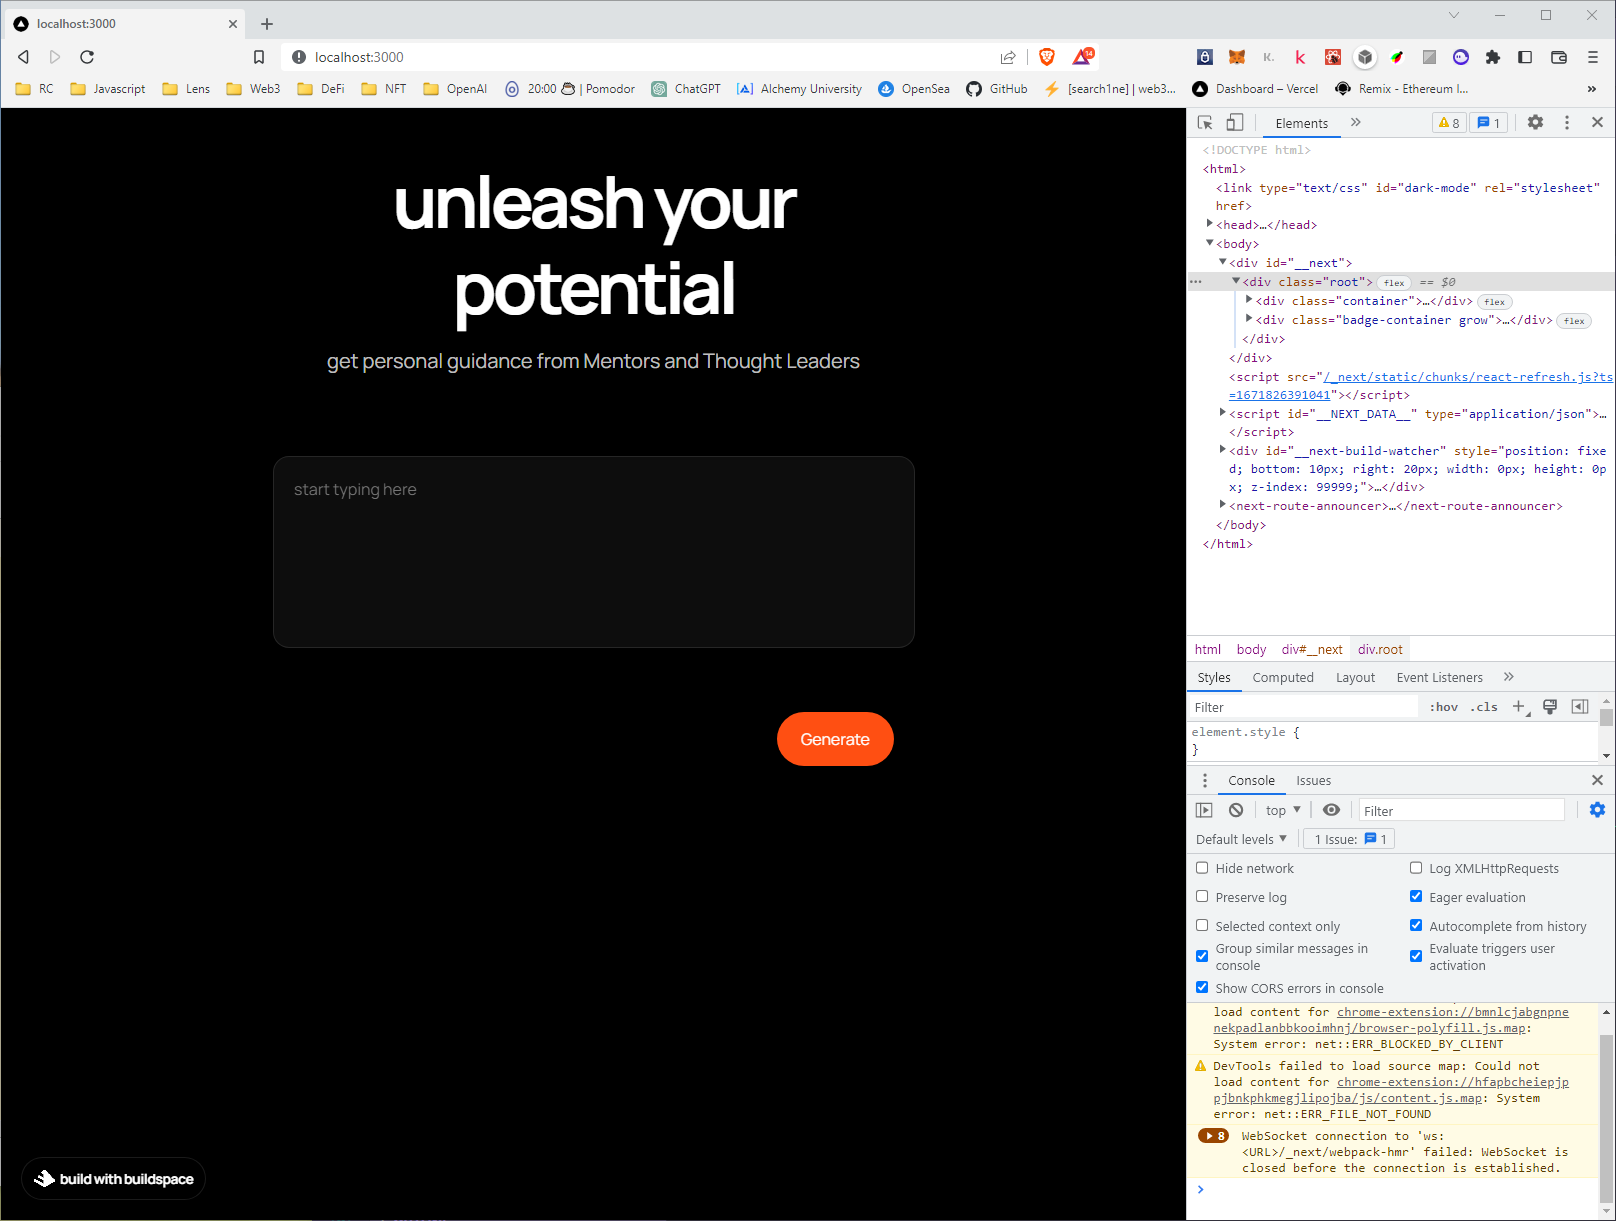 localhost:3000
localhost:3000
14
RC
Javascript
Lens
Web3
DeFi
NFT
OpenAI
20:00 | Pomodor
ChatGPT
Alchemy University
OpenSea
GitHub
[search1ne] | web3...
Dashboard – Vercel
Remix - Ethereum I...
»
unleash your
potential
get personal guidance from Mentors and Thought Leaders
start typing here
Generate
build with buildspace
Elements
8
1
<!DOCTYPE html>
<html>
<link type="text/css" id="dark-mode" rel="stylesheet"
href>
<head>…</head>
<body>
<div id="__next">
<div class="root"> flex == $0
<div class="container">…</div> flex
<div class="badge-container grow">…</div> flex
</div>
</div>
<script src="/_next/static/chunks/react-refresh.js?ts
=1671826391041"></script>
<script id="__NEXT_DATA__" type="application/json">…
</script>
<div id="__next-build-watcher" style="position: fixe
d; bottom: 10px; right: 20px; width: 0px; height: 0p
x; z-index: 99999;">…</div>
<next-route-announcer>…</next-route-announcer>
</body>
</html>
html body div#__next div.root
Styles Computed Layout Event Listeners »
Filter :hov .cls
element.style {
}
Console Issues
top Filter
Default levels 1 Issue: 1
Hide network
Log XMLHttpRequests
Preserve log
Eager evaluation
Selected context only
Autocomplete from history
Group similar messages in
console
Evaluate triggers user
activation
Show CORS errors in console
load content for chrome-extension://bmnlcjabgnpne
nekpadlanbbkooimhnj/browser-polyfill.js.map:
System error: net::ERR_BLOCKED_BY_CLIENT
DevTools failed to load source map: Could not
load content for chrome-extension://hfapbcheiepjp
pjbnkphkmegjlipojba/js/content.js.map: System
error: net::ERR_FILE_NOT_FOUND
8 WebSocket connection to 'ws:
<URL>/_next/webpack-hmr' failed: WebSocket is
closed before the connection is established.